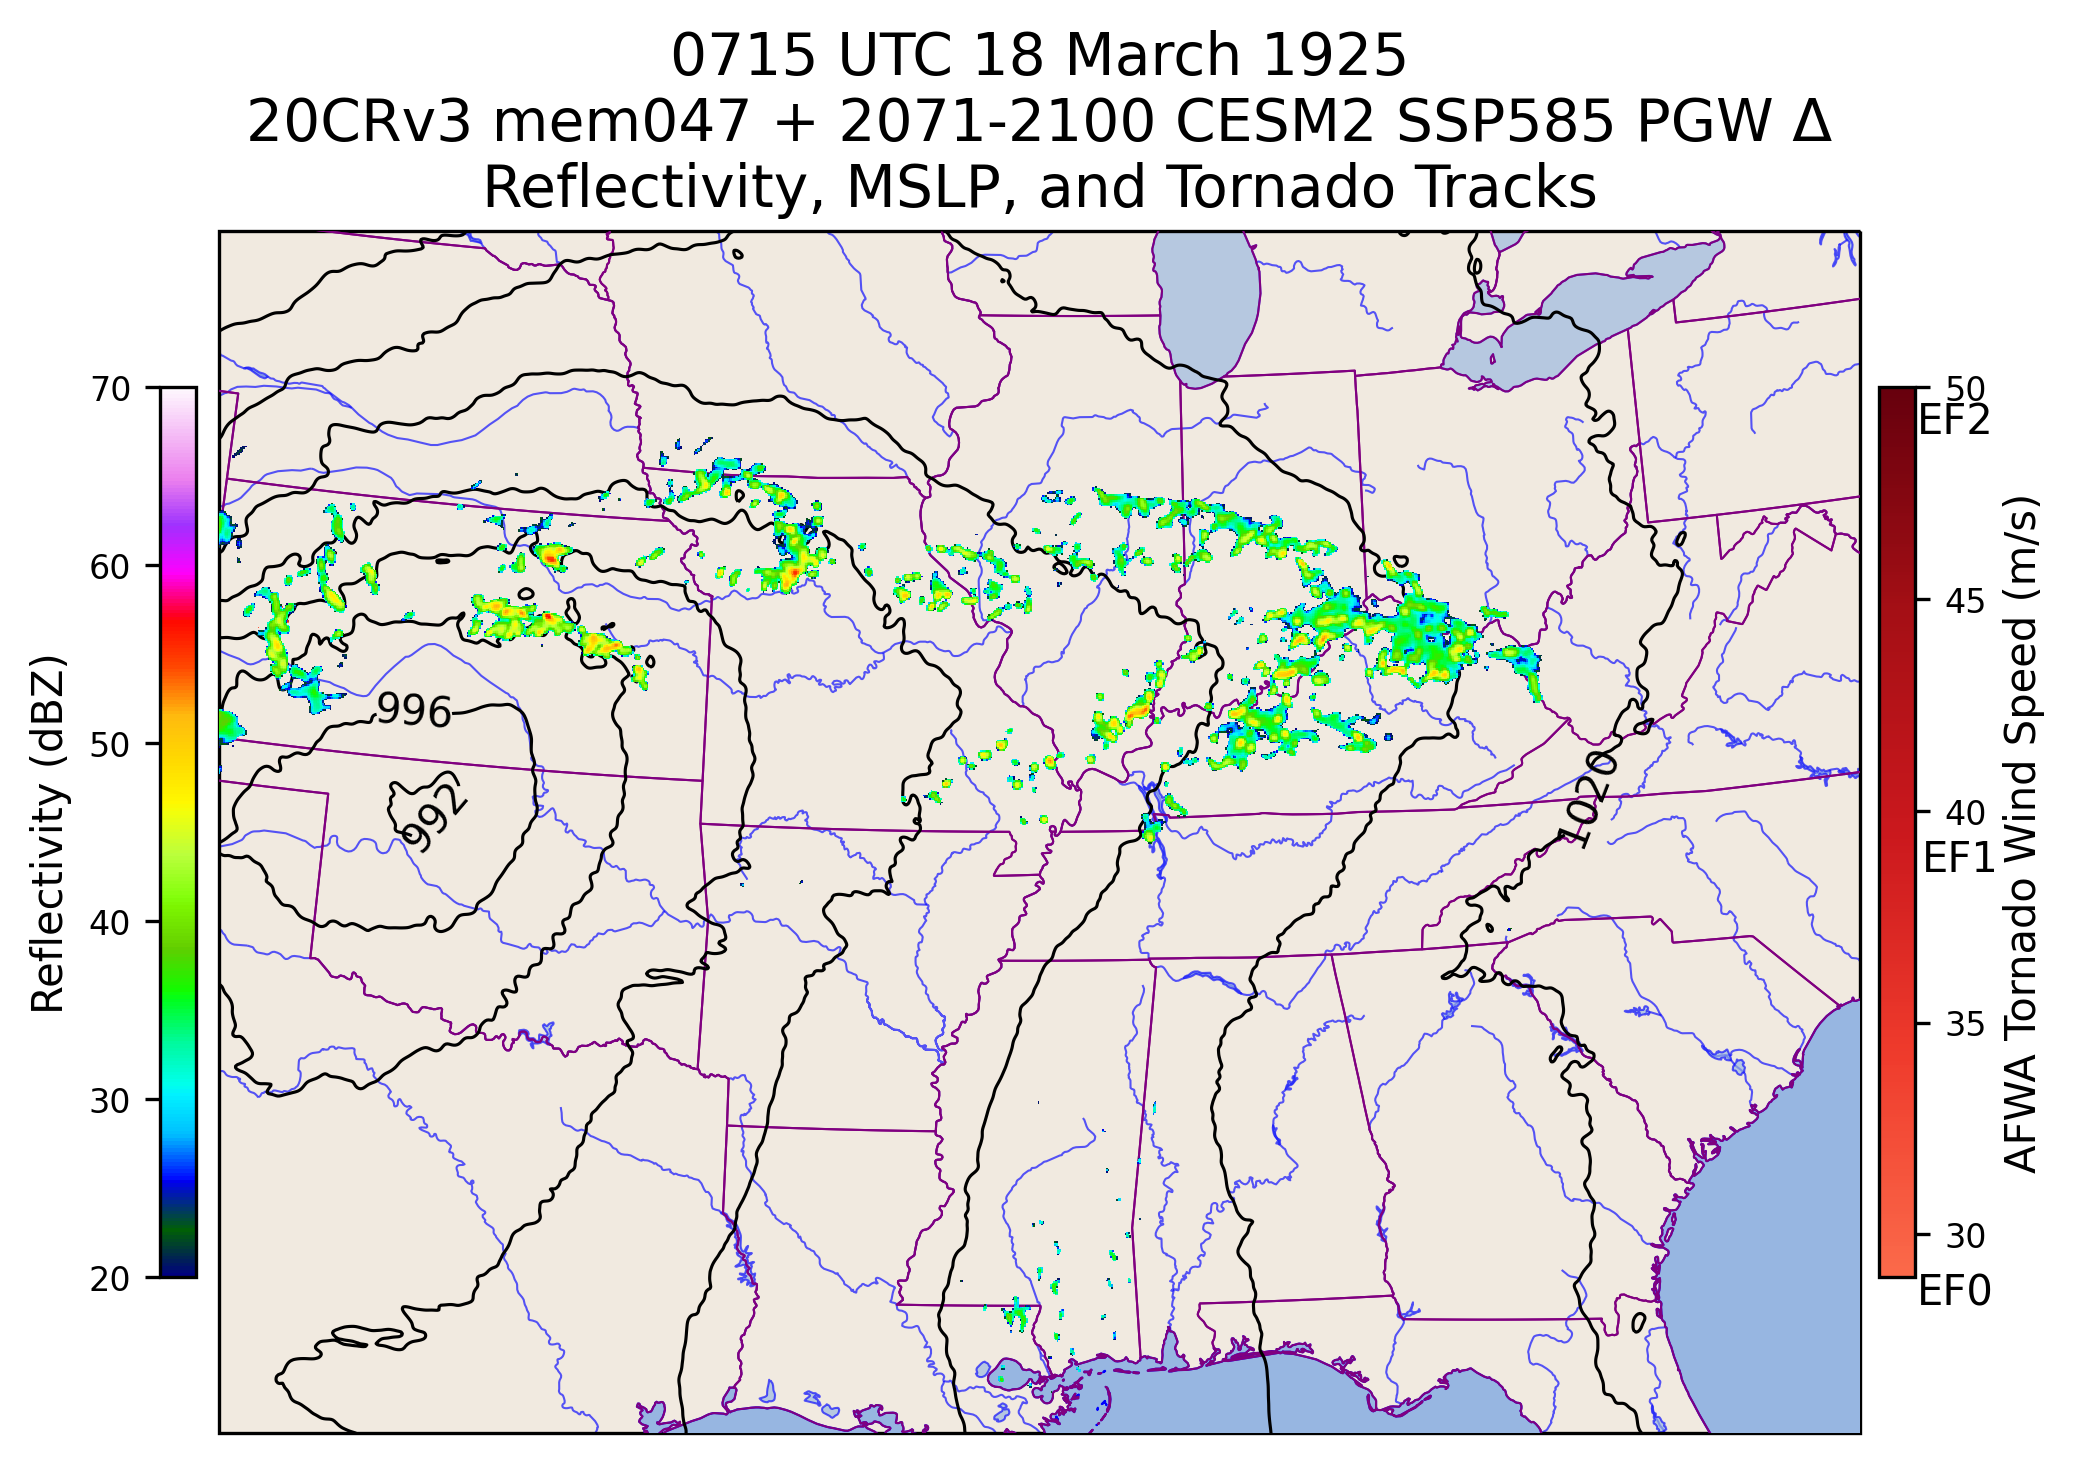 0715 UTC 18 March 1925
20CRv3 mem047 + 2071-2100 CESM2 SSP585 PGW Δ
Reflectivity, MSLP, and Tornado Tracks
70
60
50
40
30
20
Reflectivity (dBZ)
996
992
1020
50
EF2
45
40
EF1
35
30
EF0
AFWA Tornado Wind Speed (m/s)